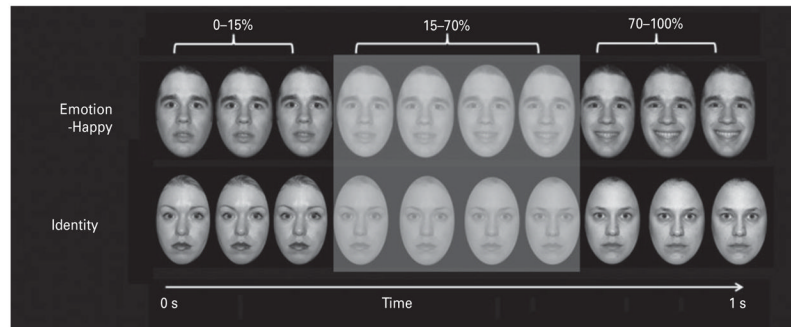 0–15%
15–70%
70–100%
Emotion
-Happy
Identity
0 s
Time
1 s